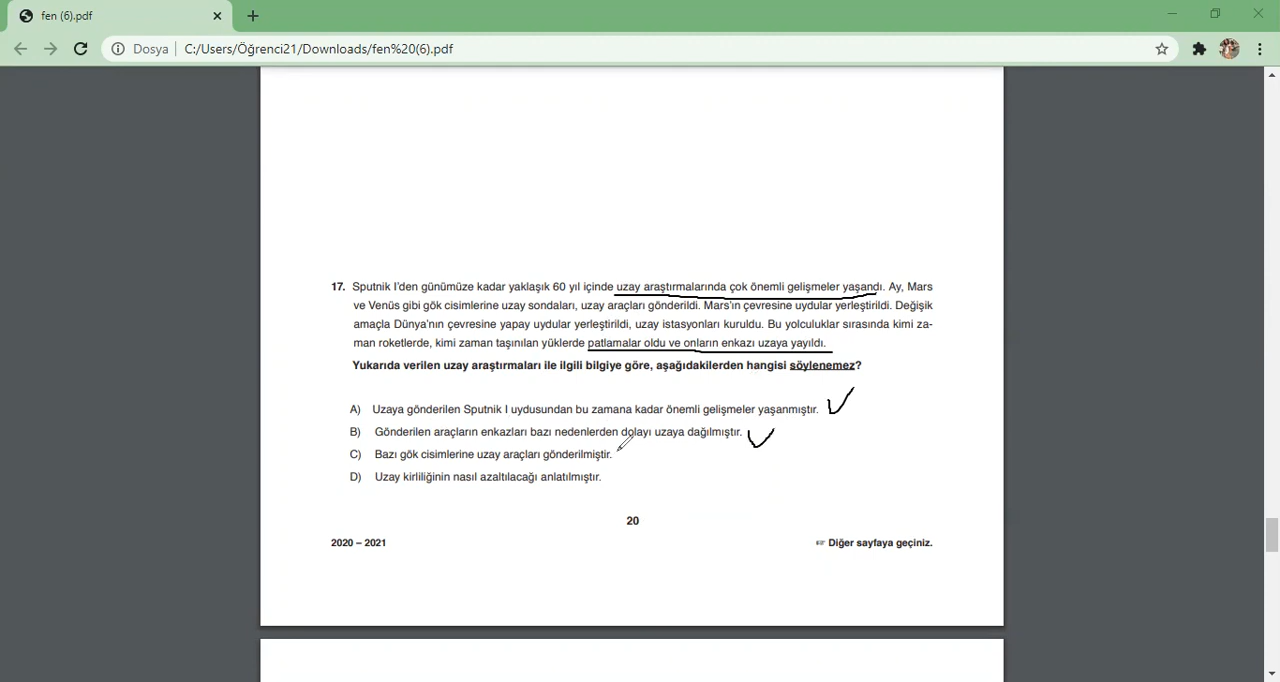 fen (6).pdf
Dosya
C:/Users/Öğrenci21/Downloads/fen%20(6).pdf
17. Sputnik I'den günümüze kadar yaklaşık 60 yıl içinde uzay araştırmalarında çok önemli gelişmeler yaşandı. Ay, Mars
ve Venüs gibi gök cisimlerine uzay sondaları, uzay araçları gönderildi. Mars'ın çevresine uydular yerleştirildi. Değişik
amaçla Dünya'nın çevresine yapay uydular yerleştirildi, uzay istasyonları kuruldu. Bu yolculuklar sırasında kimi za-
man roketlerde, kimi zaman taşınılan yüklerde patlamalar oldu ve onların enkazı uzaya yayıldı.
Yukarıda verilen uzay araştırmaları ile ilgili bilgiye göre, aşağıdakilerden hangisi söylenemez?
A) Uzaya gönderilen Sputnik I uydusundan bu zamana kadar önemli gelişmeler yaşanmıştır.
B) Gönderilen araçların enkazları bazı nedenlerden dolayı uzaya dağılmıştır.
C) Bazı gök cisimlerine uzay araçları gönderilmiştir.
D) Uzay kirliliğinin nasıl azaltılacağı anlatılmıştır.
20
2020 – 2021
☞ Diğer sayfaya geçiniz.